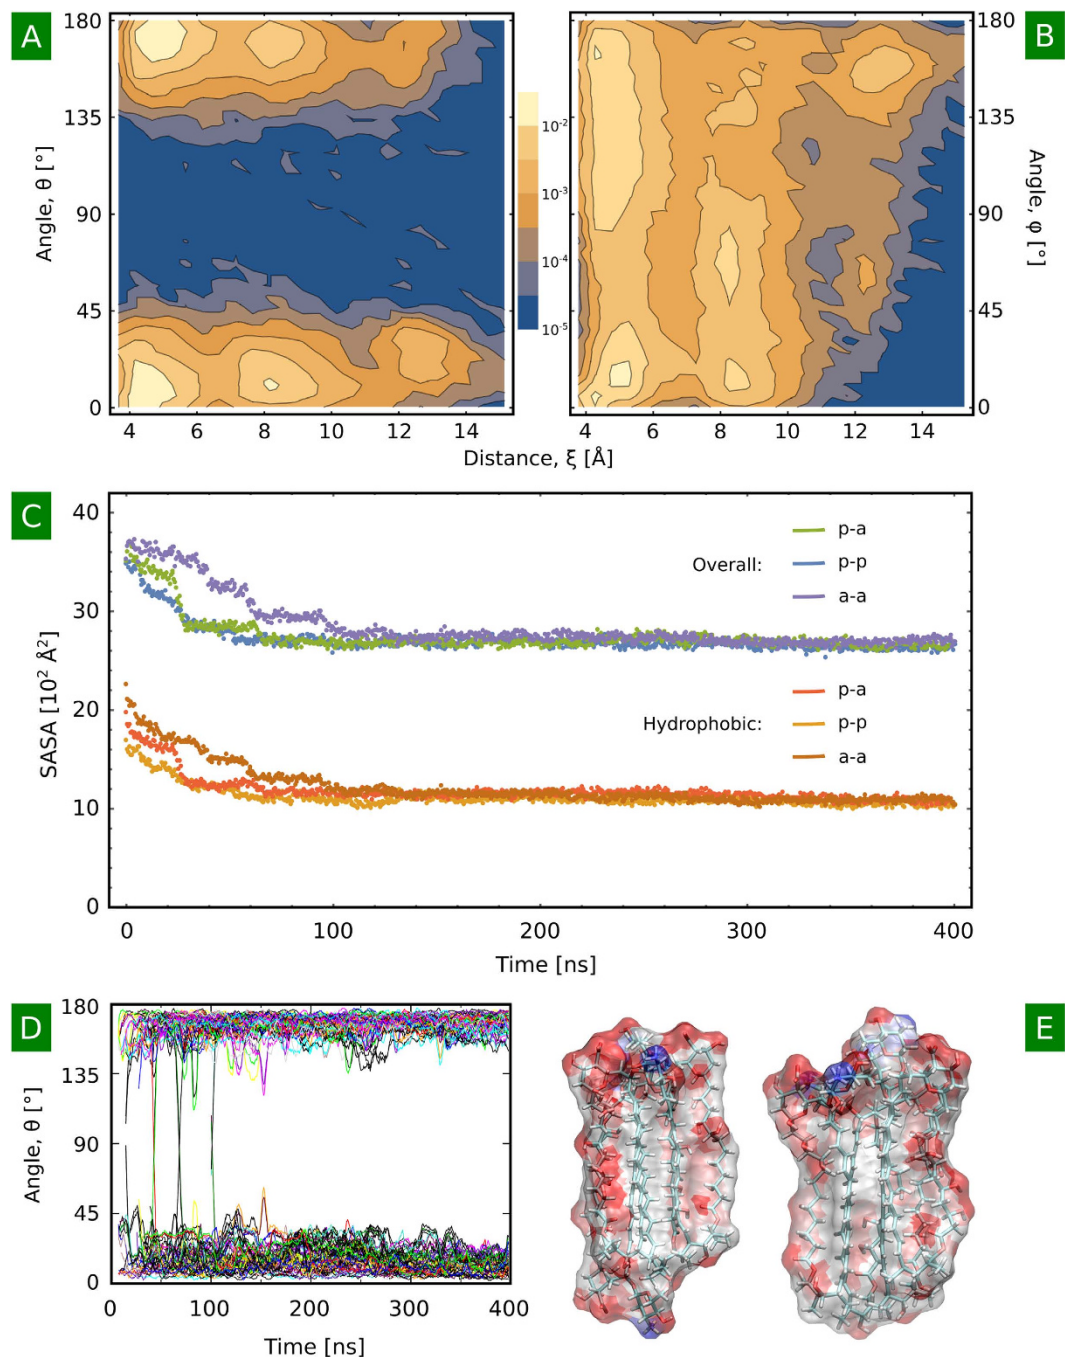 A
B
180
135
90
45
0
Angle, θ [°]
4 6 8 10 12 14
10-2
10-3
10-4
10-5
180
135
90
45
0
Angle, φ [°]
4 6 8 10 12 14
Distance, ξ [Å]
C
40
30
20
10
0
SASA [10² Å²]
Overall:
p-a
p-p
a-a
Hydrophobic:
p-a
p-p
a-a
0 100 200 300 400
Time [ns]
D
E
180
135
90
45
0
Angle, θ [°]
0 100 200 300 400
Time [ns]